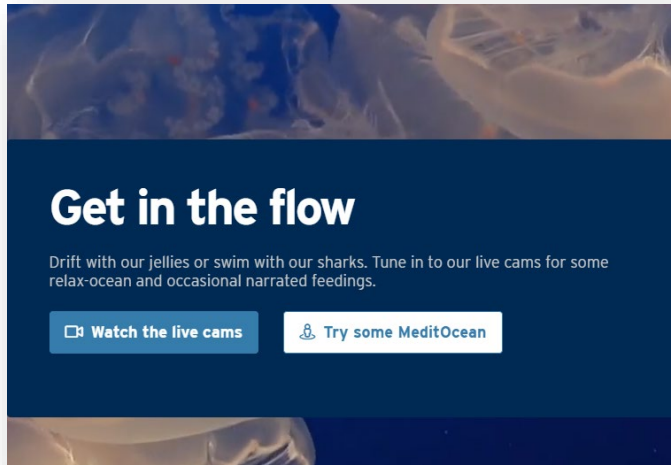 Get in the flow
Drift with our jellies or swim with our sharks. Tune in to our live cams for some
relax-ocean and occasional narrated feedings.
Watch the live cams
Try some MeditOcean